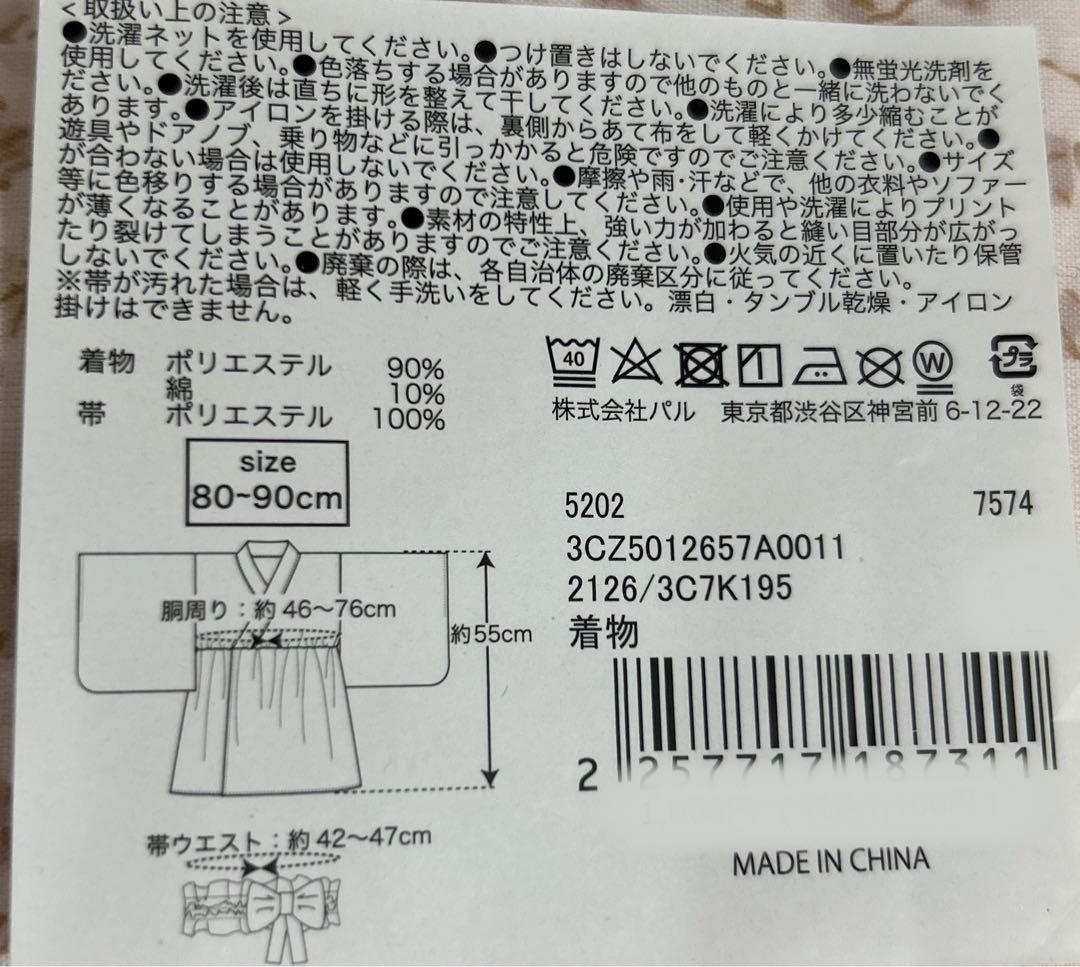 <取扱い上の注意>
●洗濯ネットを使用してください。●つけ置きはしないでください。●無蛍光洗剤を
使用してください。●色落ちする場合がありますので他のものと一緒に洗わないでく
ださい。●洗濯後は直ちに形を整えて干してください。●洗濯により多少縮むことが
あります。●アイロンを掛ける際は、裏側からあて布をして軽くかけてください。●
遊具やドアノブ、乗り物などに引っかかると危険ですのでご注意ください。●サイズ
が合わない場合は使用しないでください。●摩擦や雨・汗などで、他の衣料やソファー
等に色移りする場合がありますので注意してください。●使用や洗濯によりプリント
が薄くなることがあります。●素材の特性上、強い力が加わると縫い目部分が広がっ
たり裂けてしまうことがありますのでご注意ください。●火気の近くに置いたり保管
しないでください。●廃棄の際は、各自治体の廃棄区分に従ってください。
※帯が汚れた場合は、軽く手洗いをしてください。漂白・タンブル乾燥・アイロン
掛けはできません。
着物 ポリエステル 90%
綿 10%
帯 ポリエステル 100%
40
W
プラ
袋
株式会社パル 東京都渋谷区神宮前 6-12-22
size
80~90cm
胴周り：約 46〜76cm
約55cm
帯ウエスト：約 42〜47cm
5202 7574
3CZ5012657A0011
2126/3C7K195
着物
2 257717 187311
MADE IN CHINA